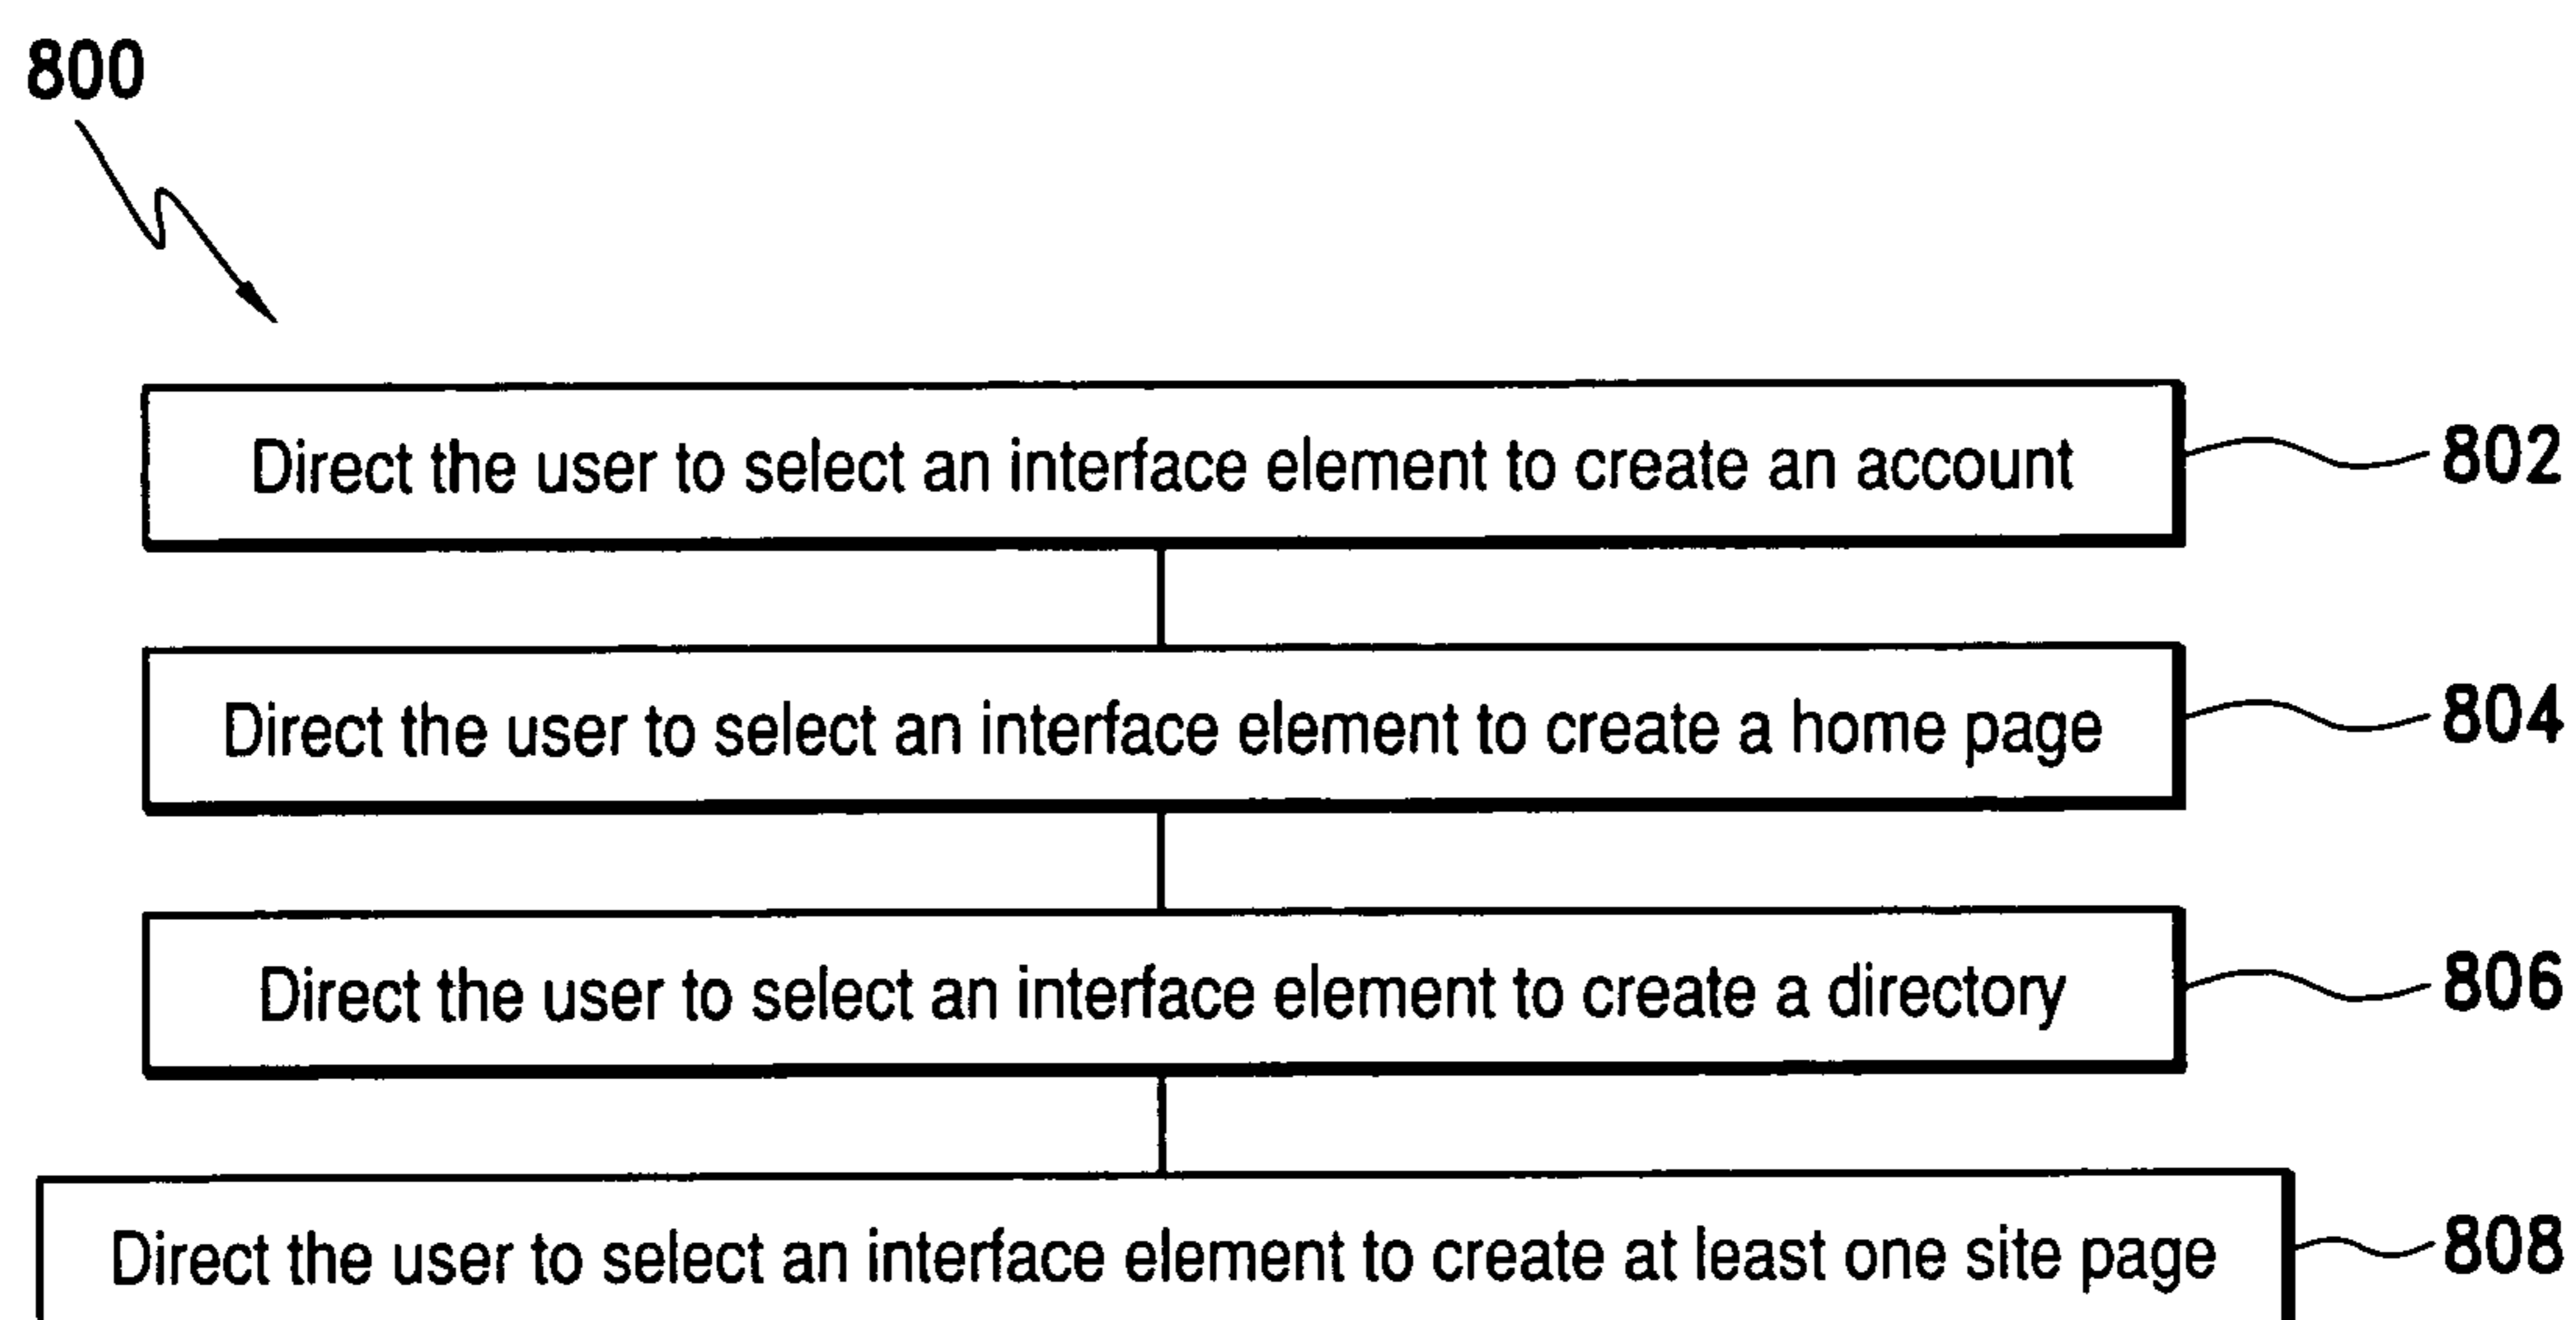 800
Direct the user to select an interface element to create an account
802
Direct the user to select an interface element to create a home page
804
Direct the user to select an interface element to create a directory
806
Direct the user to select an interface element to create at least one site page
808